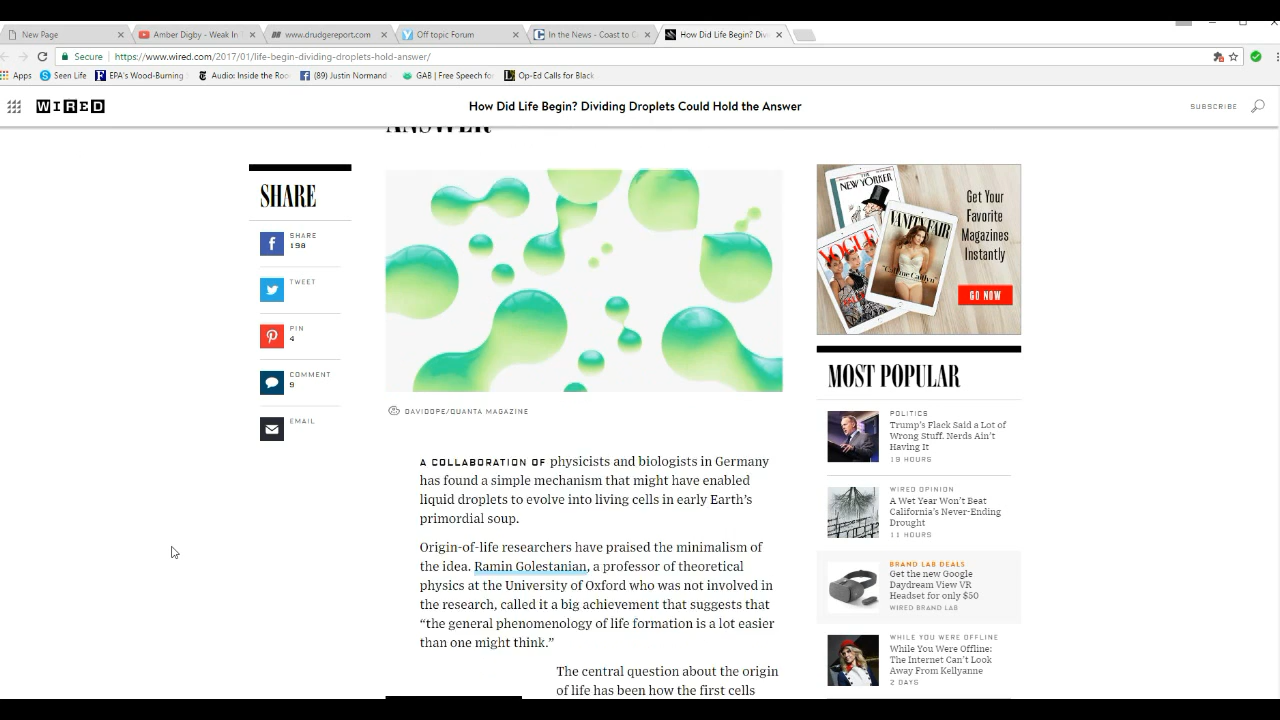 New Page
Amber Digby - Weak In
www.drudgereport.com
Off topic Forum
In the News - Coast to C
How Did Life Begin? Div
Secure
https://www.wired.com/2017/01/life-begin-dividing-droplets-hold-answer/
Apps
Seen Life
EPA's Wood-Burning
Audio: Inside the Roo
(89) Justin Normand
GAB | Free Speech fo
Op-Ed Calls for Black
WIRED
How Did Life Begin? Dividing Droplets Could Hold the Answer
SUBSCRIBE
ANSWER
SHARE
SHARE
198
TWEET
PIN
4
COMMENT
9
EMAIL
DAVIDOPE/QUANTA MAGAZINE
A COLLABORATION OF physicists and biologists in Germany
has found a simple mechanism that might have enabled
liquid droplets to evolve into living cells in early Earth’s
primordial soup.
Origin-of-life researchers have praised the minimalism of
the idea. Ramin Golestanian, a professor of theoretical
physics at the University of Oxford who was not involved in
the research, called it a big achievement that suggests that
“the general phenomenology of life formation is a lot easier
than one might think.”
The central question about the origin
of life has been how the first cells
THE NEW YORKER
VANITY FAIR
VOGUE
"Call me Caitlyn"
Get Your
Favorite
Magazines
Instantly
GO NOW
MOST POPULAR
POLITICS
Trump’s Flack Said a Lot of
Wrong Stuff. Nerds Ain’t
Having It
19 HOURS
WIRED OPINION
A Wet Year Won’t Beat
California’s Never-Ending
Drought
11 HOURS
BRAND LAB DEALS
Get the new Google
Daydream View VR
Headset for only $50
WIRED BRAND LAB
WHILE YOU WERE OFFLINE
While You Were Offline:
The Internet Can’t Look
Away From Kellyanne
2 DAYS